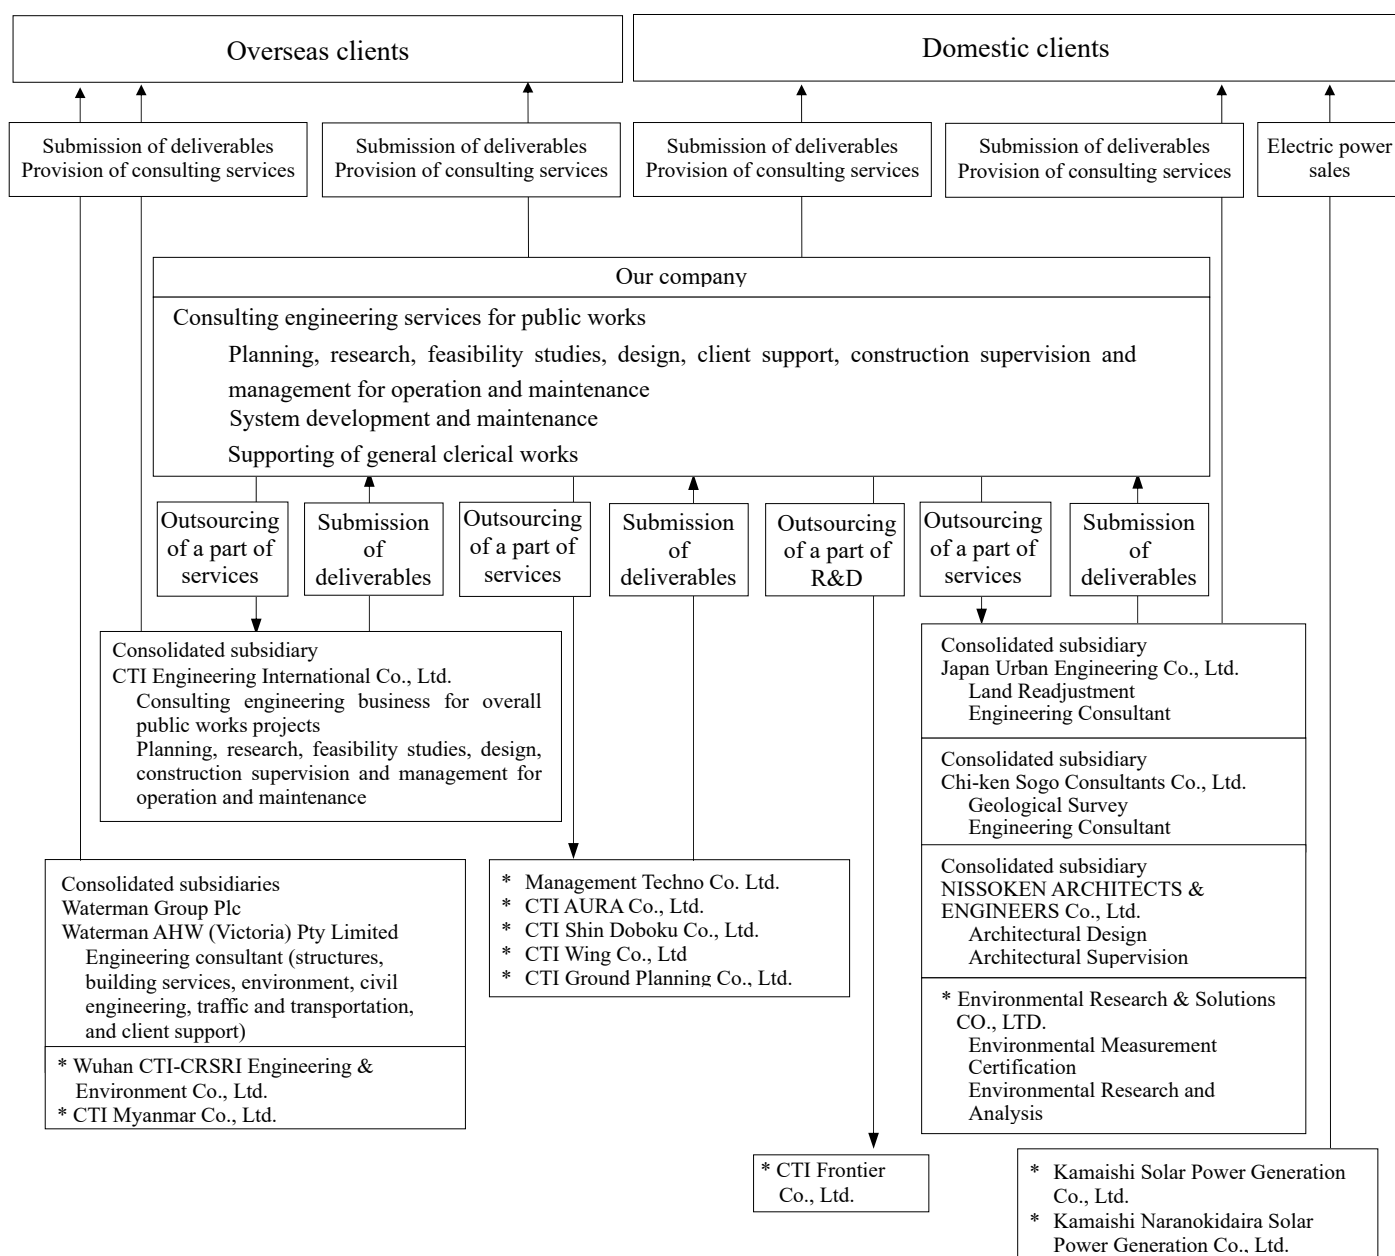 Overseas clients
Domestic clients
Submission of deliverables
Provision of consulting services
Submission of deliverables
Provision of consulting services
Submission of deliverables
Provision of consulting services
Submission of deliverables
Provision of consulting services
Electric power
sales
Our company
Consulting engineering services for public works
Planning, research, feasibility studies, design, client support, construction supervision and
management for operation and maintenance
System development and maintenance
Supporting of general clerical works
Outsourcing
of a part of
services
Submission
of
deliverables
Outsourcing
of a part of
services
Submission
of
deliverables
Outsourcing
of a part of
R&D
Outsourcing
of a part of
services
Submission
of
deliverables
Consolidated subsidiary
CTI Engineering International Co., Ltd.
Consulting engineering business for overall
public works projects
Planning, research, feasibility studies, design,
construction supervision and management for
operation and maintenance
Consolidated subsidiary
Japan Urban Engineering Co., Ltd.
Land Readjustment
Engineering Consultant
Consolidated subsidiary
Chi-ken Sogo Consultants Co., Ltd.
Geological Survey
Engineering Consultant
Consolidated subsidiary
NISSOKEN ARCHITECTS &
ENGINEERS Co., Ltd.
Architectural Design
Architectural Supervision
* Environmental Research & Solutions
CO., LTD.
Environmental Measurement
Certification
Environmental Research and
Analysis
Consolidated subsidiaries
Waterman Group Plc
Waterman AHW (Victoria) Pty Limited
Engineering consultant (structures,
building services, environment, civil
engineering, traffic and transportation,
and client support)
* Wuhan CTI-CRSRI Engineering &
Environment Co., Ltd.
* CTI Myanmar Co., Ltd.
* Management Techno Co. Ltd.
* CTI AURA Co., Ltd.
* CTI Shin Doboku Co., Ltd.
* CTI Wing Co., Ltd
* CTI Ground Planning Co., Ltd.
* CTI Frontier
Co., Ltd.
* Kamaishi Solar Power Generation
Co., Ltd.
* Kamaishi Naranokidaira Solar
Power Generation Co., Ltd.